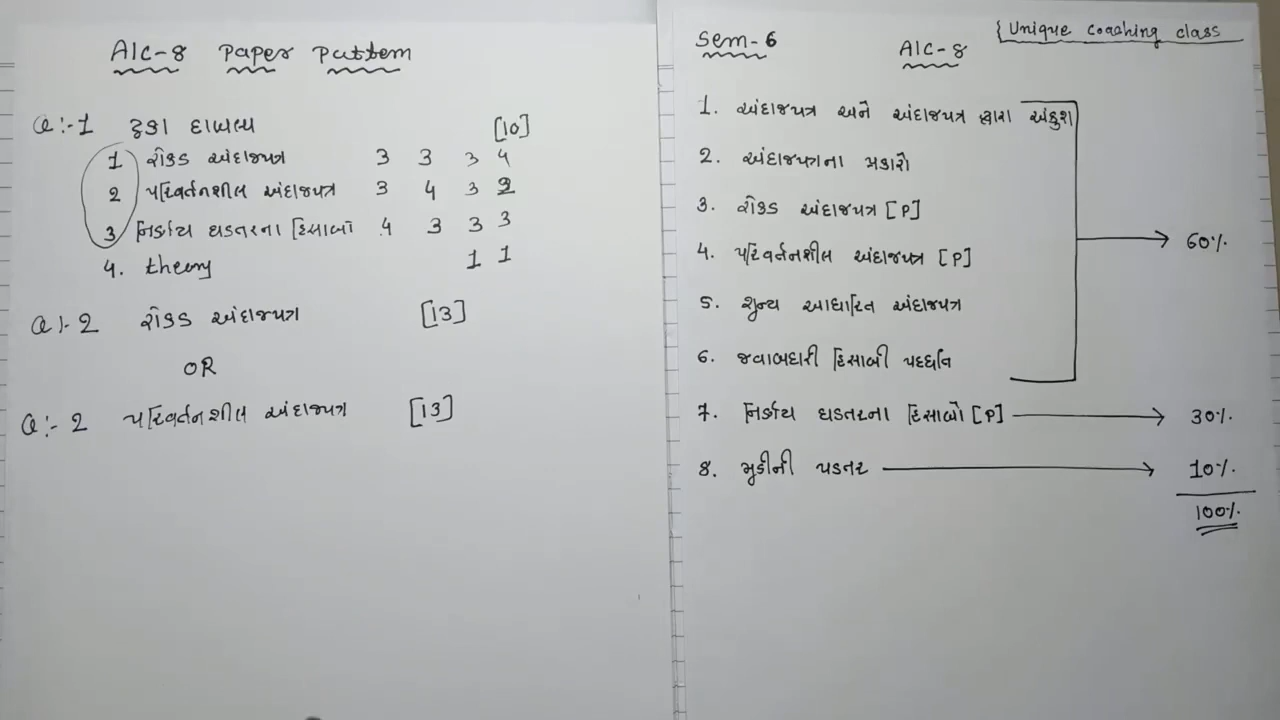 A/C-8 Paper Pattern
Q:-1 ટુંકા દાખલા [10]
1 રોકડ અંદાજપત્ર 3 3 3 4
2 પરિવર્તનશીલ અંદાજપત્ર 3 4 3
3 નિર્ણય ઘડતરના હિસાબો 4 3 3 3
4. theory 1 1
Q:-2 રોકડ અંદાજપત્ર [13]
OR
Q:-2 પરિવર્તનશીલ અંદાજપત્ર [13]
Unique coaching class
Sem-6 A/C-8
1. અંદાજપત્ર અને અંદાજપત્ર દ્વારા અંકુશ
2. અંદાજપત્રના પ્રકારો
3. રોકડ અંદાજપત્ર [P]
4. પરિવર્તનશીલ અંદાજપત્ર [P]
60%
5. શૂન્ય આધારિત અંદાજપત્ર
6. જવાબદારી હિસાબી પદ્ધતિ
7. નિર્ણય ઘડતરના હિસાબો [P] 30%
8. મુડીની પડતર 10%
100%